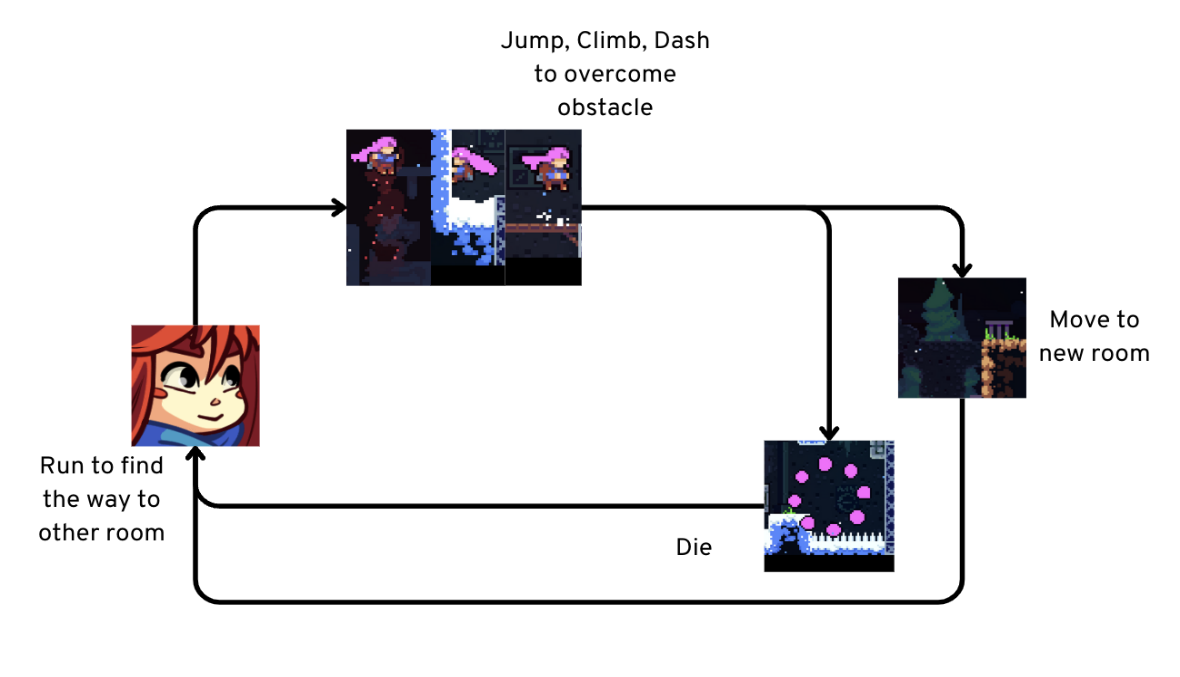 Jump, Climb, Dash
to overcome
obstacle
Move to
new room
Run to find
the way to
other room
Die